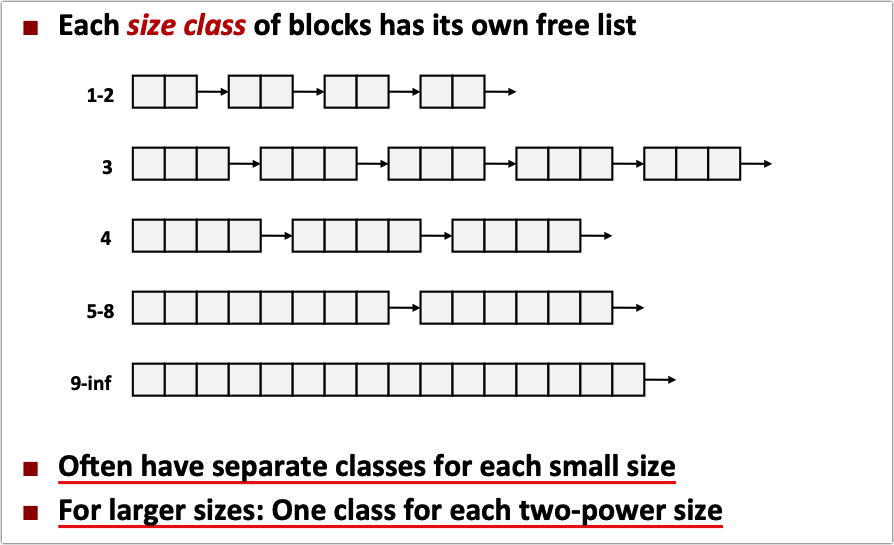 Each size class of blocks has its own free list
1-2
3
4
5-8
9-inf
Often have separate classes for each small size
For larger sizes: One class for each two-power size